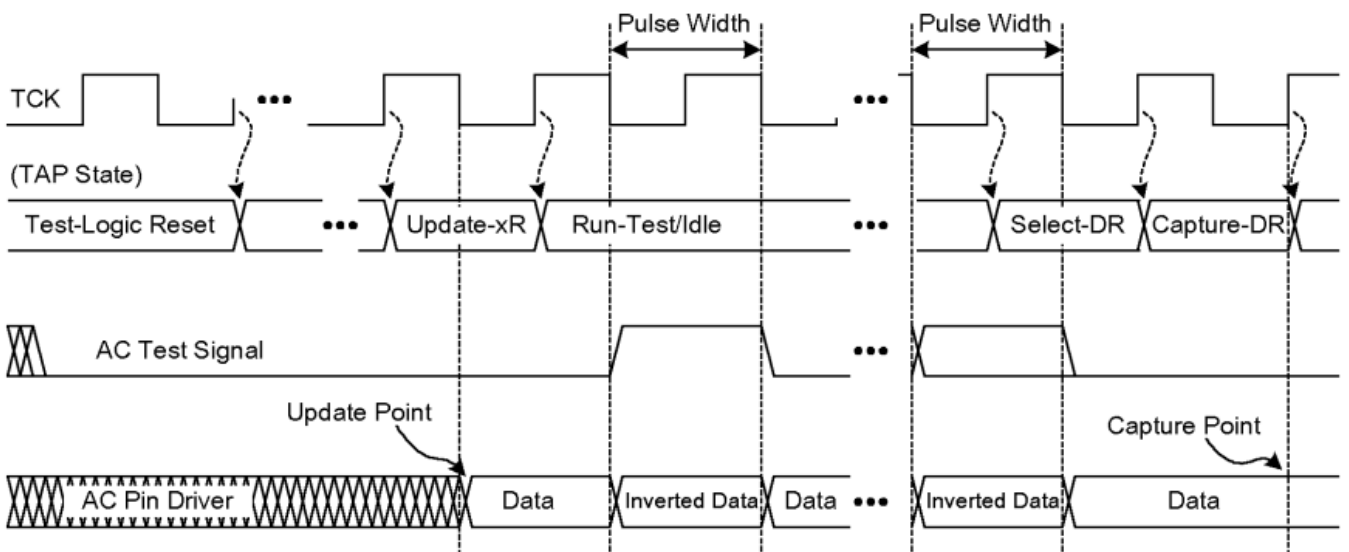 Pulse Width Pulse Width
TCK ••• •••
(TAP State)
Test-Logic Reset ••• Update-xR Run-Test/Idle ••• Select-DR Capture-DR
AC Test Signal •••
Update Point
Capture Point
AC Pin Driver Data Inverted Data Data ••• Inverted Data Data